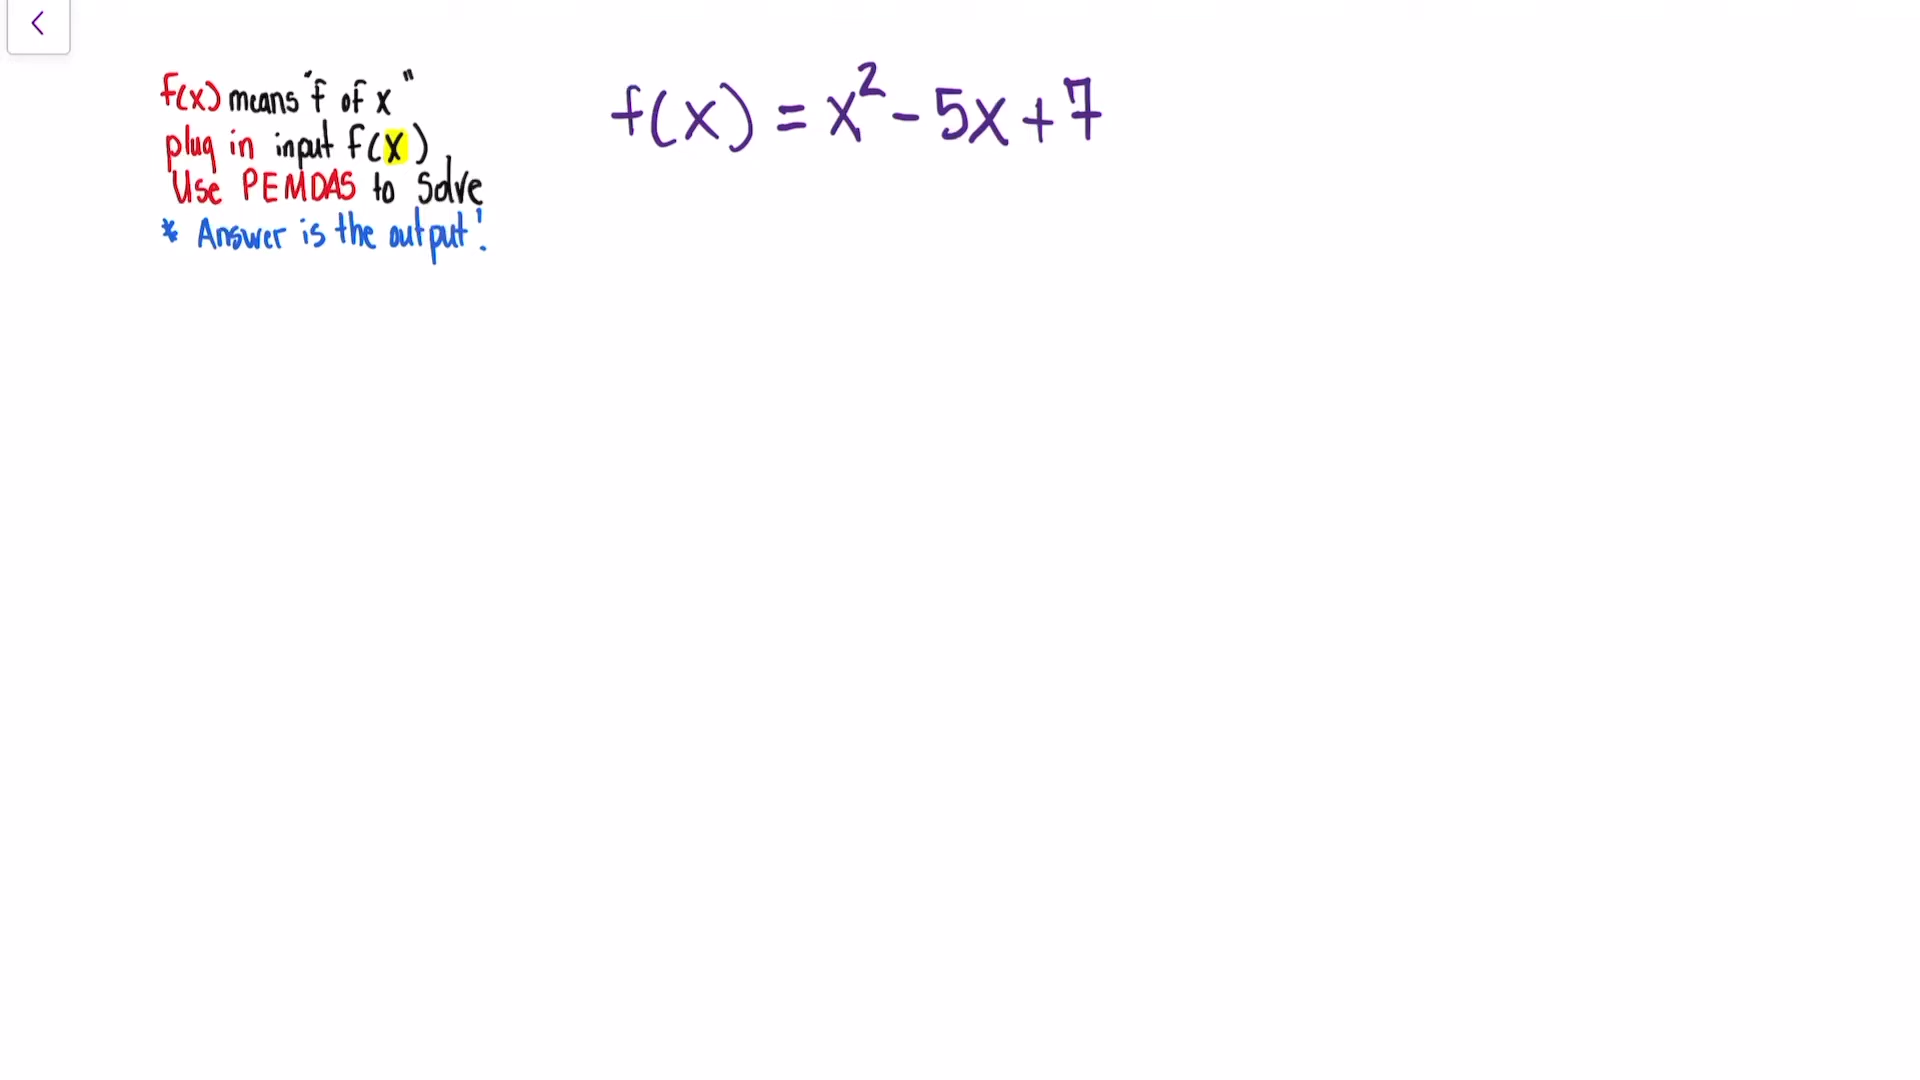 f(x) means "f of x"
plug in input f(x)
Use PEMDAS to solve
* Answer is the output!
f(x) = x² - 5x + 7